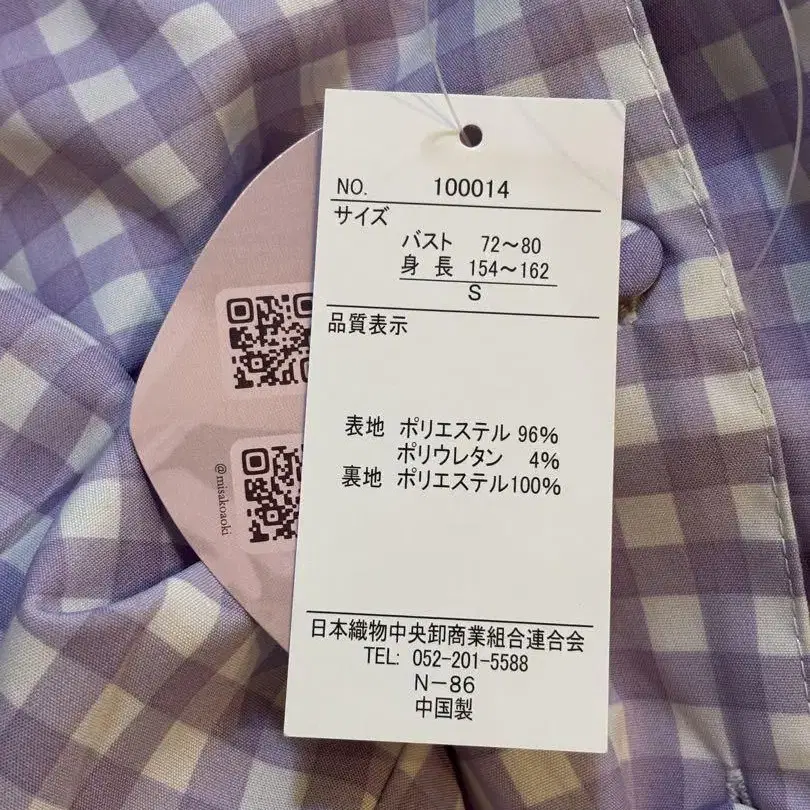 NO. 100014
サイズ
バスト 72～80
身長 154～162
S
品質表示
表地 ポリエステル 96%
ポリウレタン 4%
裏地 ポリエステル100%
日本織物中央卸商業組合連合会
TEL: 052-201-5588
N－86
中国製
@misakoaoki